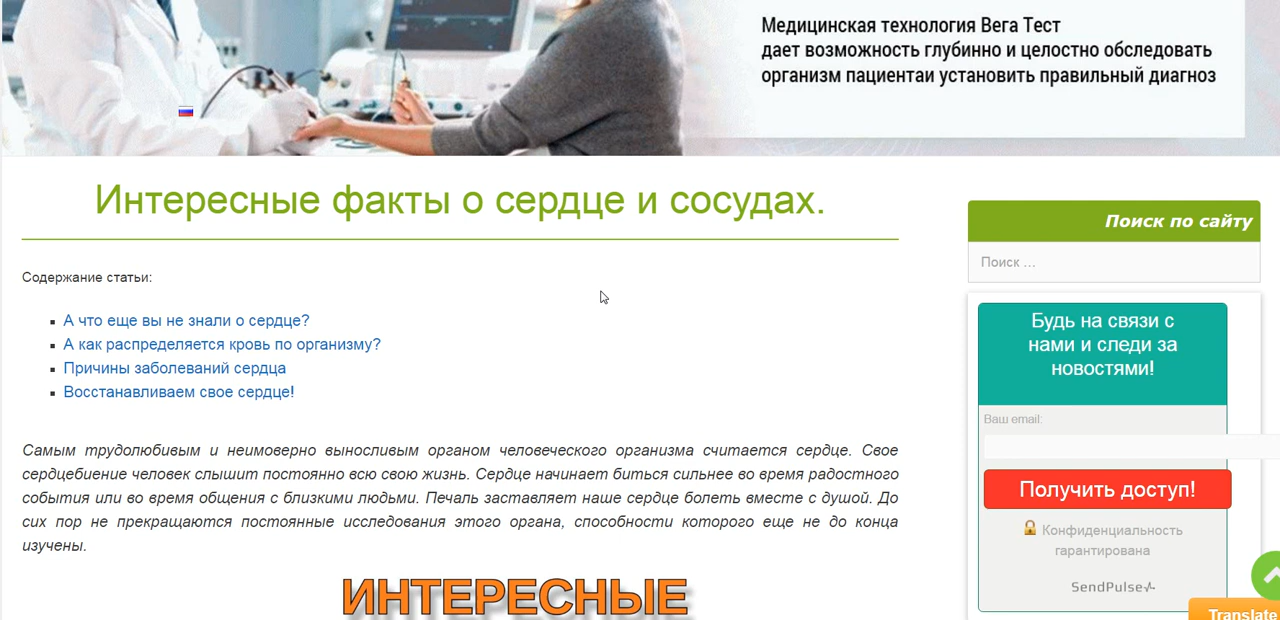 Медицинская технология Вега Тест
дает возможность глубинно и целостно обследовать
организм пациентаи установить правильный диагноз
Интересные факты о сердце и сосудах.
Содержание статьи:
А что еще вы не знали о сердце?
А как распределяется кровь по организму?
Причины заболеваний сердца
Восстанавливаем свое сердце!
Самым трудолюбивым и неимоверно выносливым органом человеческого организма считается сердце. Свое
сердцебиение человек слышит постоянно всю свою жизнь. Сердце начинает биться сильнее во время радостного
события или во время общения с близкими людьми. Печаль заставляет наше сердце болеть вместе с душой. До
сих пор не прекращаются постоянные исследования этого органа, способности которого еще не до конца
изучены.
ИНТЕРЕСНЫЕ
Поиск по сайту
Поиск ...
Будь на связи с
нами и следи за
новостями!
Ваш email:
Получить доступ!
Конфиденциальность
гарантирована
SendPulse
Translate